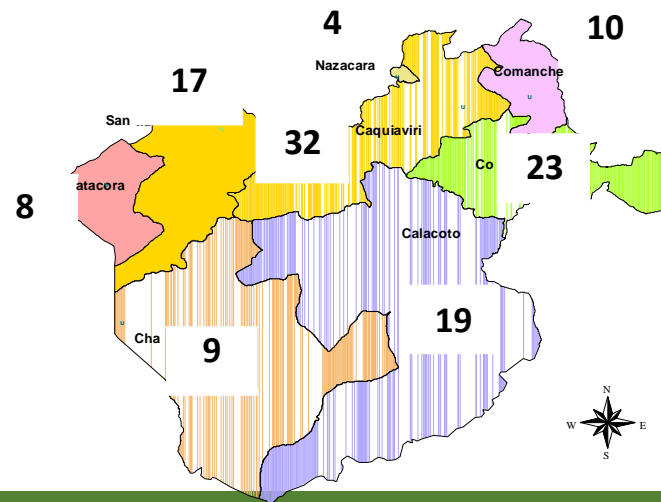 4
10
Nazacara
Comanche
17
San
Caquiaviri
32
Co
23
atacora
8
Calacoto
19
Cha
9
N
W
E
S